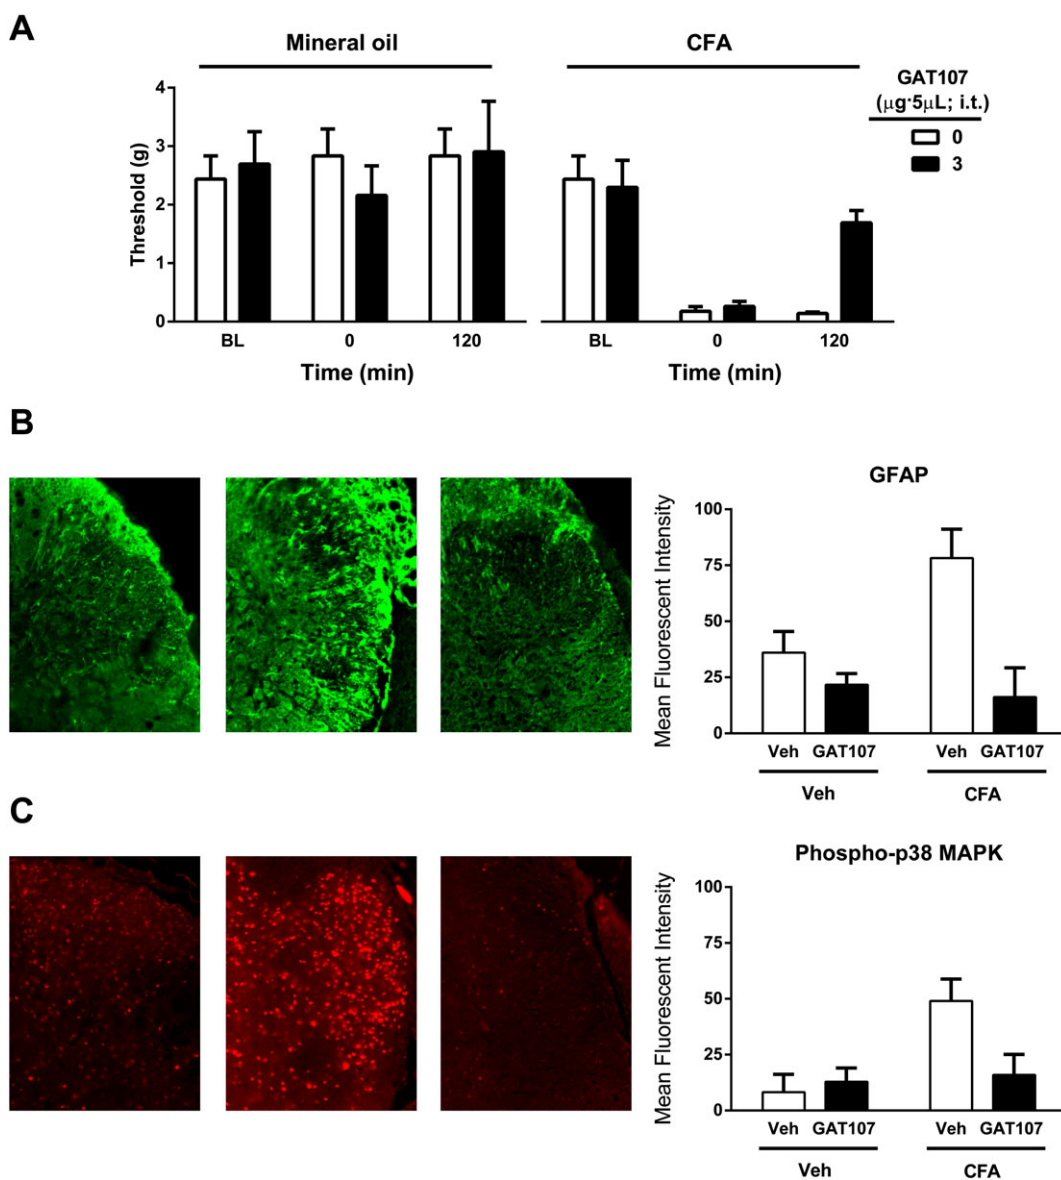 A
Mineral oil
CFA
GAT107
(μg·5μL; i.t.)
0
3
Threshold (g)
4
3
2
1
0
BL 0 120
BL 0 120
Time (min)
Time (min)
B
GFAP
Mean Fluorescent Intensity
100
75
50
25
0
Veh GAT107 Veh GAT107
Veh CFA
C
Phospho-p38 MAPK
Mean Fluorescent Intensity
100
75
50
25
0
Veh GAT107 Veh GAT107
Veh CFA